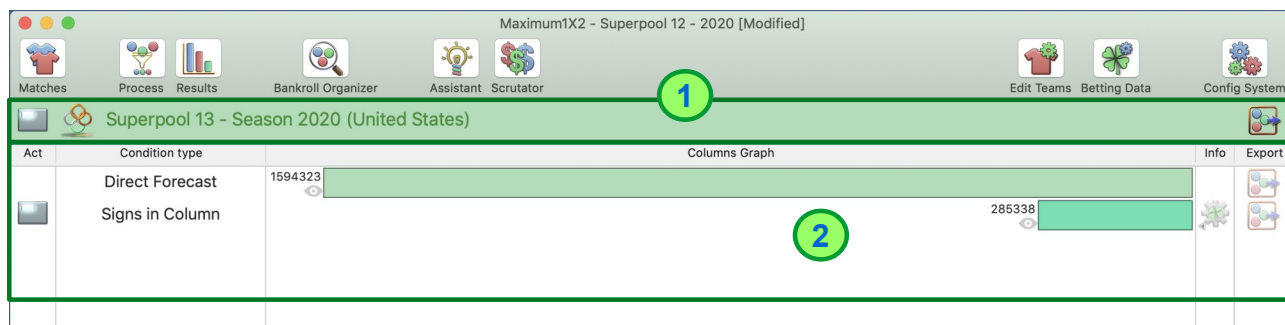 Maximum1X2 - Superpool 12 - 2020 [Modified]
Matches Process Results Bankroll Organizer Assistant Scrutator Edit Teams Betting Data Config System
1
Superpool 13 - Season 2020 (United States)
Act Condition type Columns Graph Info Export
Direct Forecast 1594323
Signs in Column 285338
2